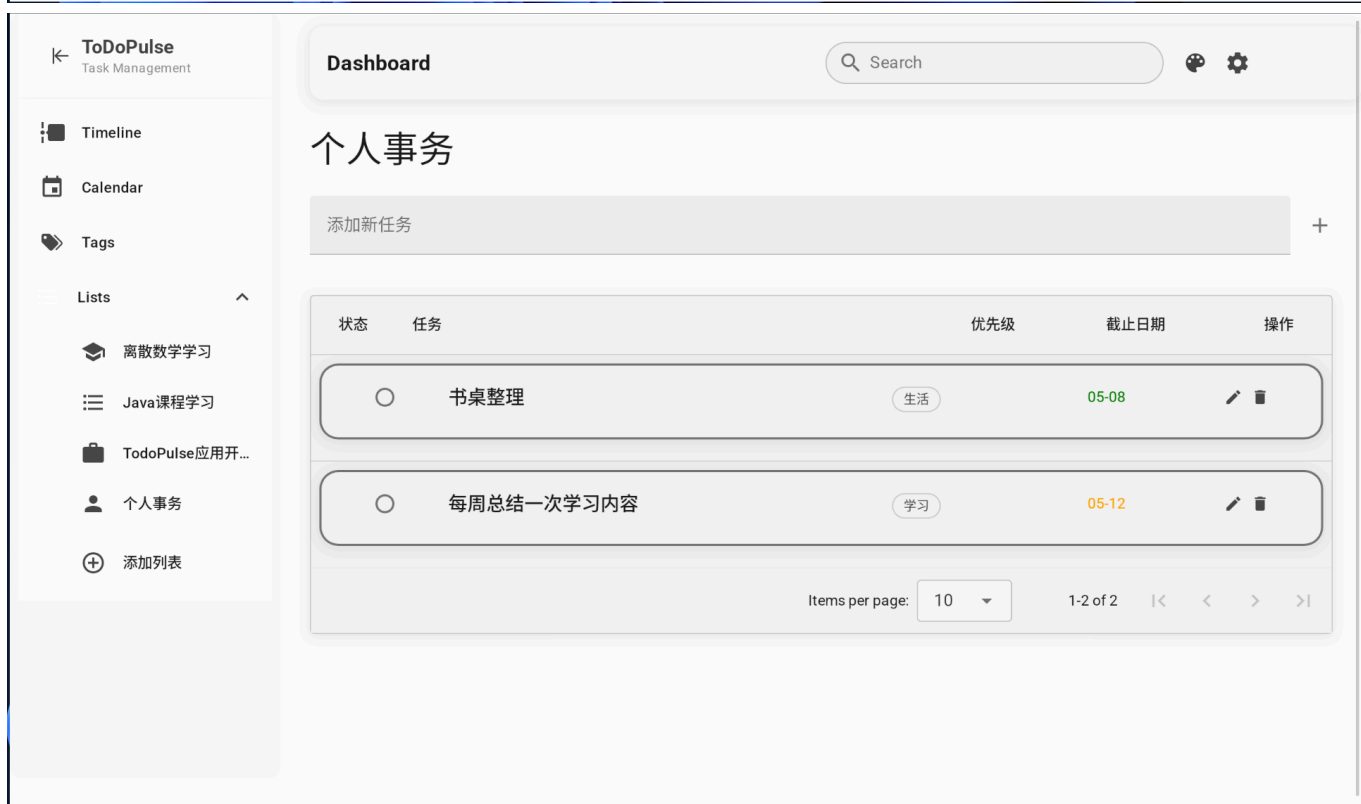 ToDoPulse
Task Management
Timeline
Calendar
Tags
Lists
离散数学学习
Java课程学习
TodoPulse应用开...
个人事务
添加列表
Dashboard
Search
个人事务
添加新任务
状态 任务 优先级 截止日期 操作
书桌整理 生活 05-08
每周总结一次学习内容 学习 05-12
Items per page: 10 1-2 of 2